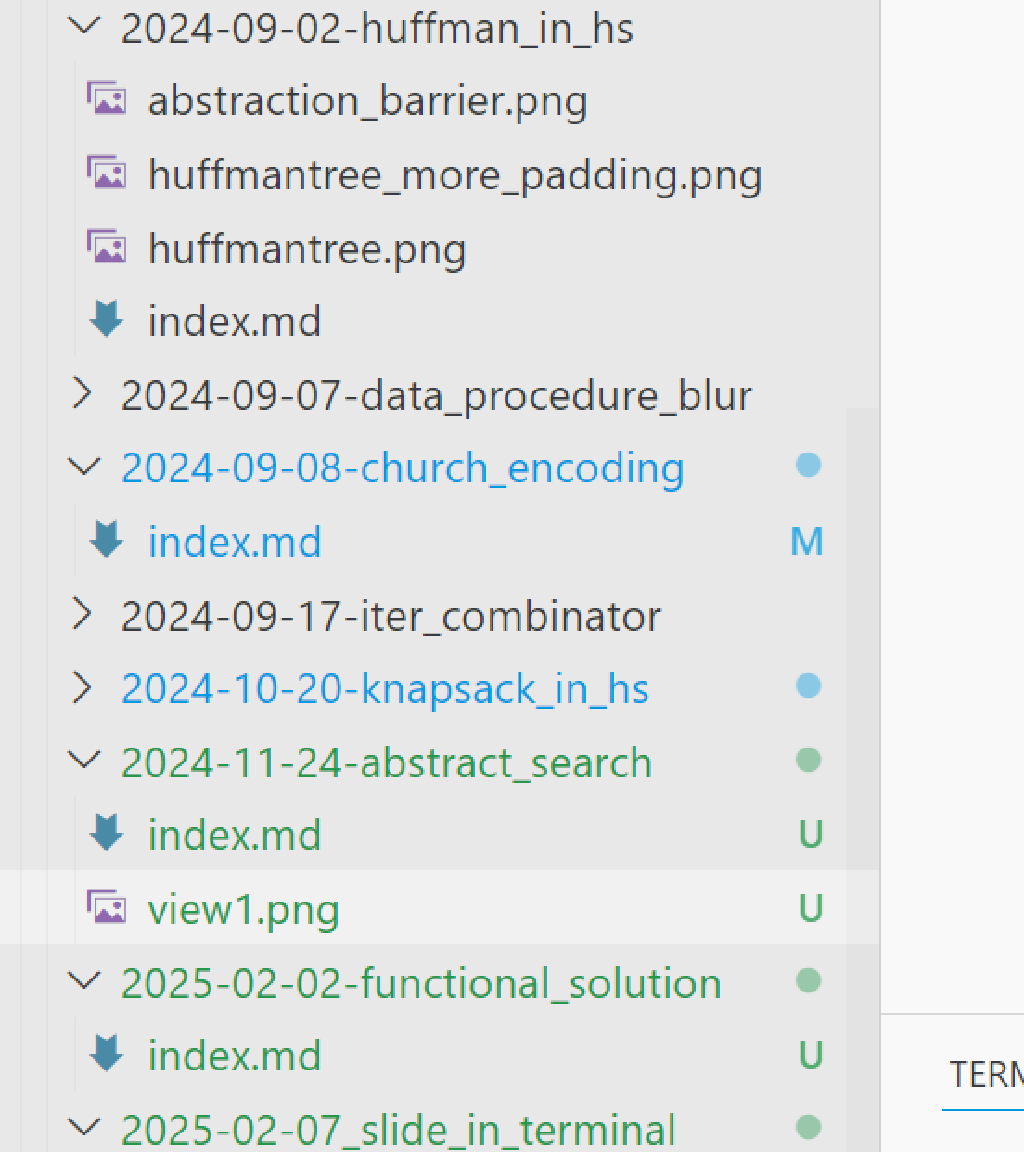 2024-09-02-huffman_in_hs
abstraction_barrier.png
huffmantree_more_padding.png
huffmantree.png
index.md
2024-09-07-data_procedure_blur
2024-09-08-church_encoding
index.md M
2024-09-17-iter_combinator
2024-10-20-knapsack_in_hs
2024-11-24-abstract_search
index.md U
view1.png U
2025-02-02-functional_solution
index.md U
TERM
2025-02-07_slide_in_terminal